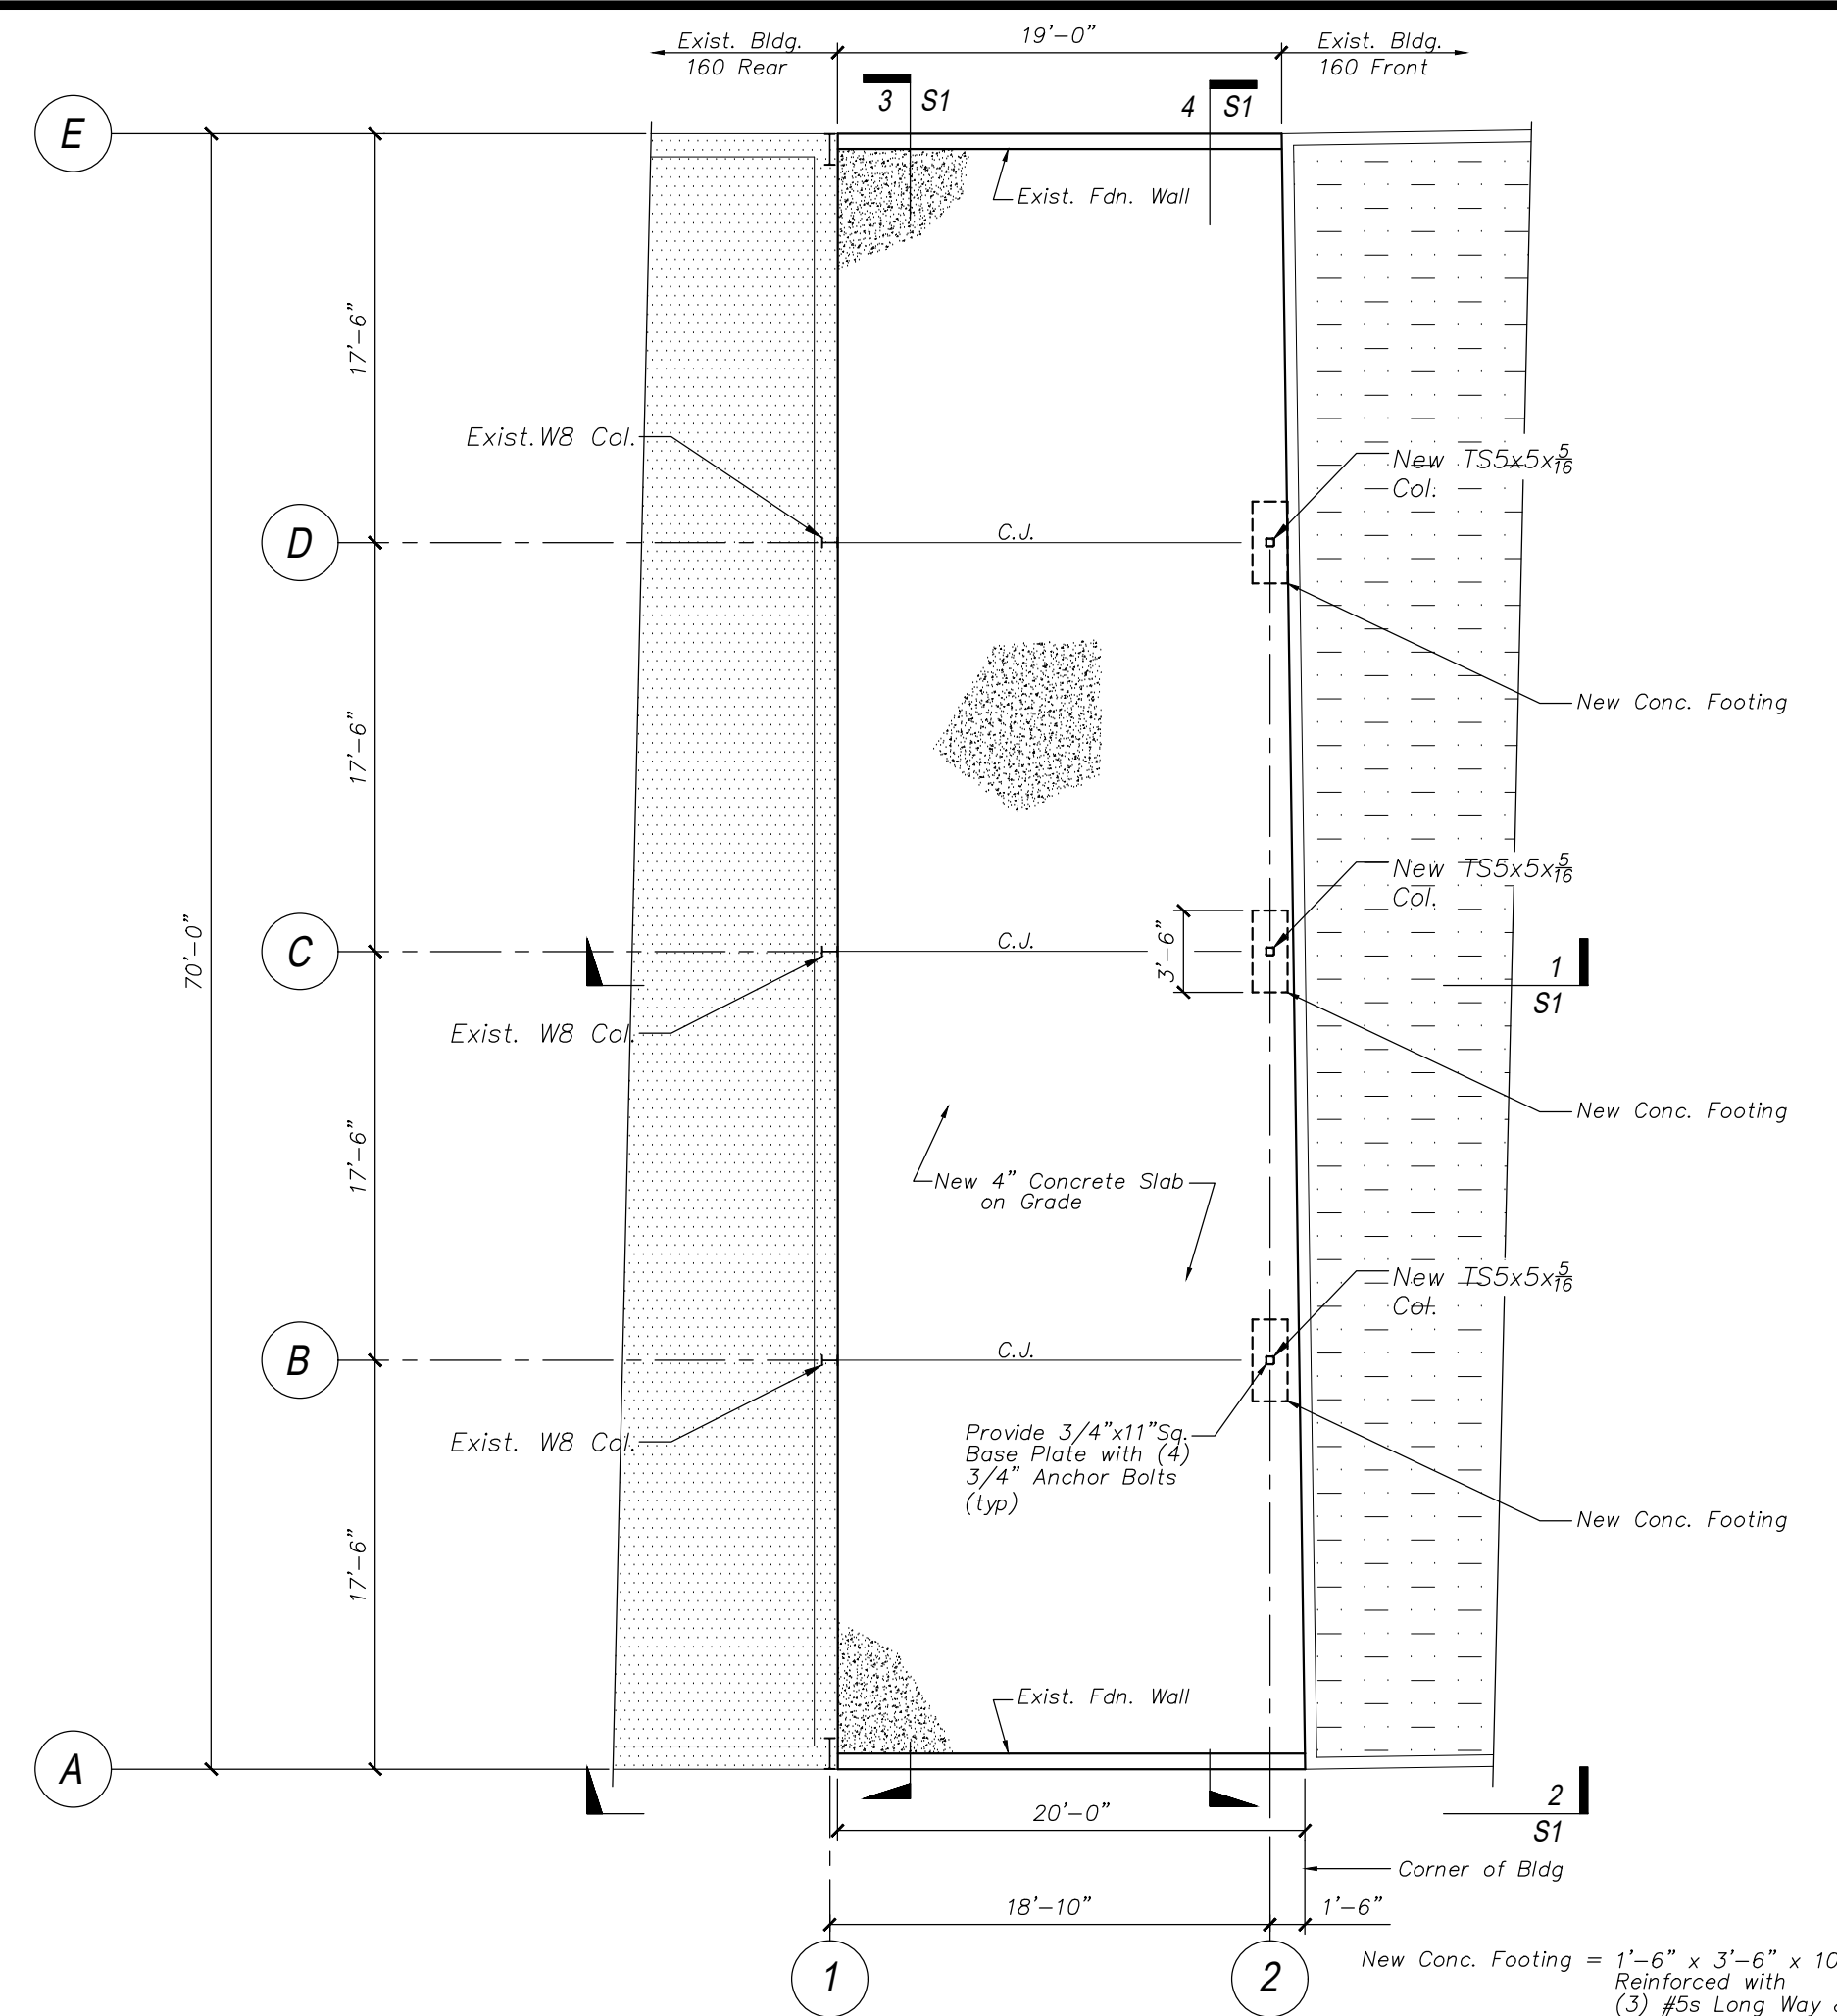 Exist. Bldg.
160 Rear
19'-0"
Exist. Bldg.
160 Front
3 S1
4 S1
E
Exist. Fdn. Wall
17'-6"
Exist. W8 Col.
New TS5x5x5/16
Col.
D
C.J.
New Conc. Footing
17'-6"
New TS5x5x5/16
Col.
70'-0"
C
C.J.
3'-6"
1
S1
Exist. W8 Col.
New Conc. Footing
17'-6"
New 4" Concrete Slab
on Grade
New TS5x5x5/16
Col.
B
C.J.
Exist. W8 Col.
Provide 3/4"x11"Sq.
Base Plate with (4)
3/4" Anchor Bolts
(typ)
New Conc. Footing
17'-6"
Exist. Fdn. Wall
A
20'-0"
2
S1
Corner of Bldg
18'-10"
1'-6"
1
2
New Conc. Footing = 1'-6" x 3'-6" x 10
Reinforced with
(3) #5s Long Way